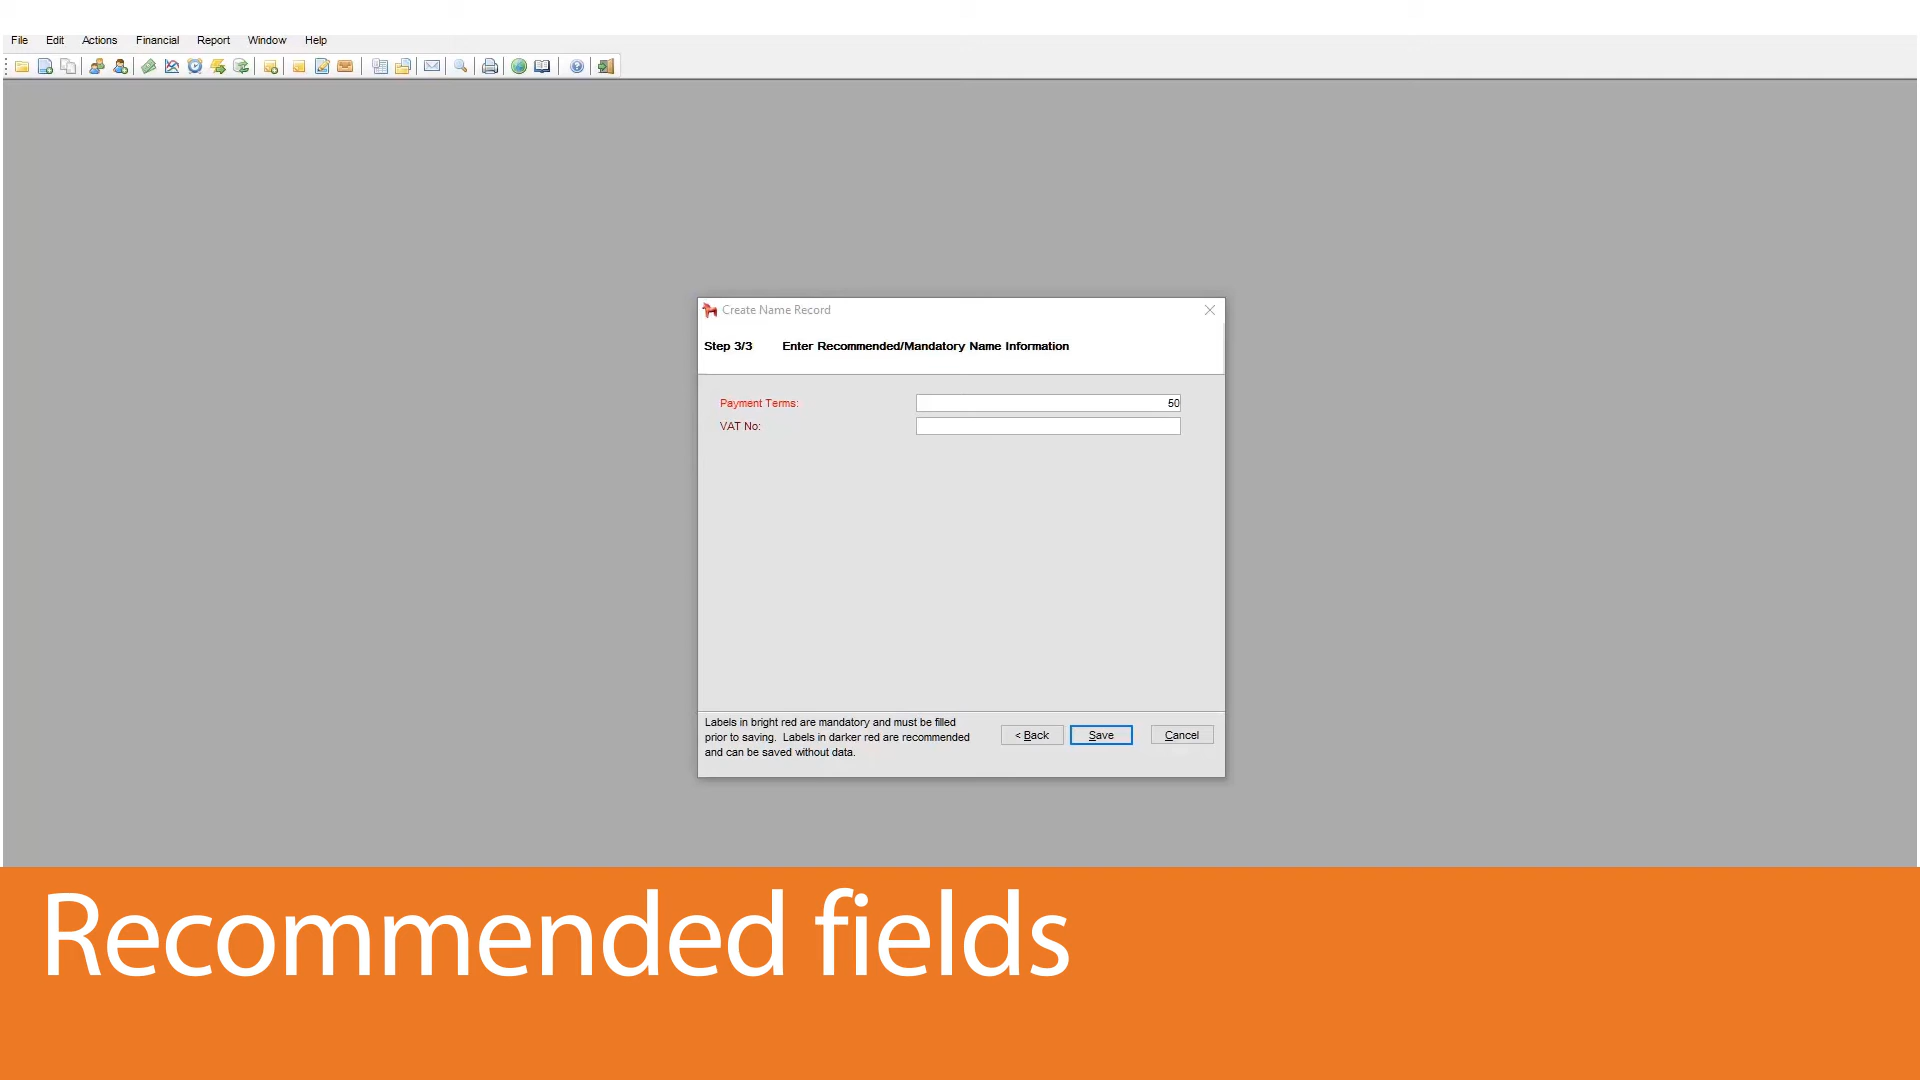 File Edit Actions Financial Report Window Help
Create Name Record
Step 3/3 Enter Recommended/Mandatory Name Information
Payment Terms: 50
VAT No:
Labels in bright red are mandatory and must be filled
prior to saving. Labels in darker red are recommended
and can be saved without data.
< Back Save Cancel
Recommended fields